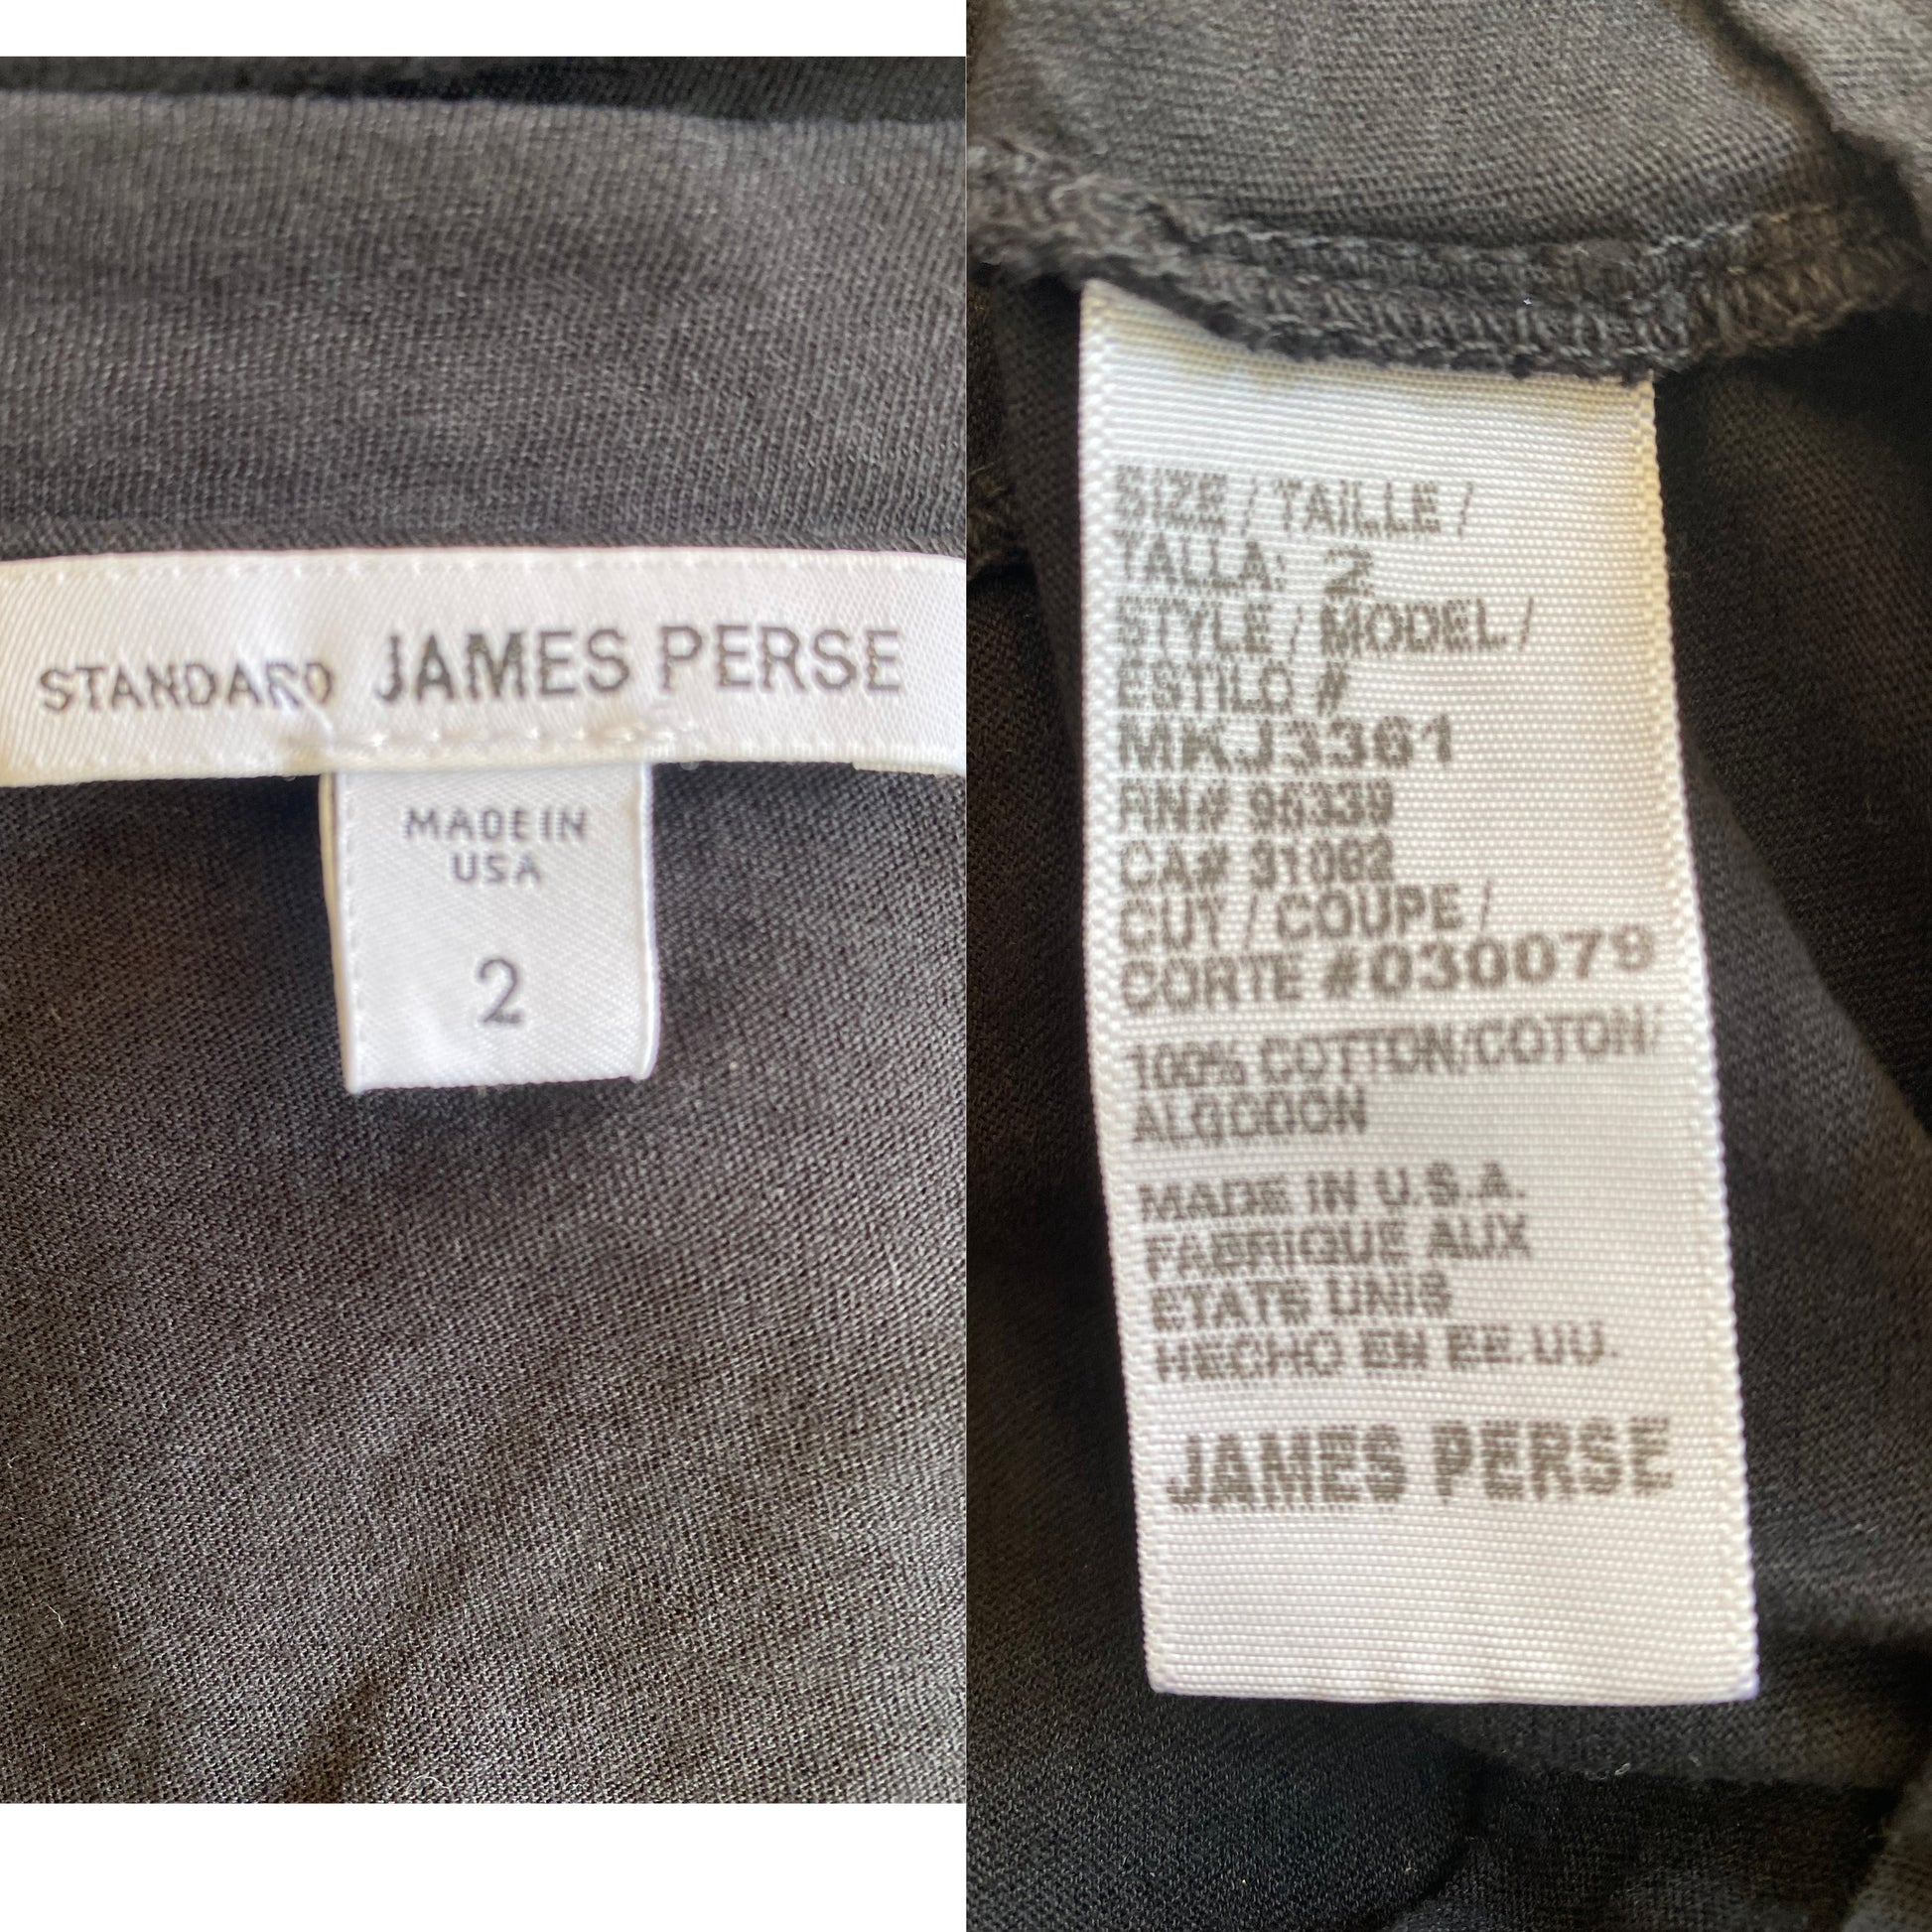 STANDARD JAMES PERSE
MADE IN
USA
2
SIZE / TAILLE /
TALLA: 2
STYLE / MODEL /
ESTILO #
MKJ3361
RN# 96339
CA# 31062
CUT / COUPE /
CORTE #030079
100% COTTON/COTON/
ALGODON
MADE IN U.S.A.
FABRIQUE AUX
ETATS UNIS
HECHO EN EE.UU.
JAMES PERSE